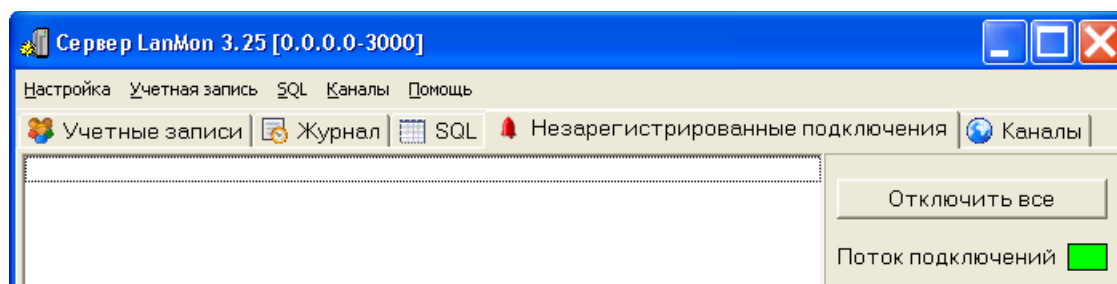 Сервер LanMon 3.25 [0.0.0.0-3000]
Настройка Учетная запись SQL Каналы Помощь
Учетные записи Журнал SQL Незарегистрированные подключения Каналы
Отключить все
Поток подключений